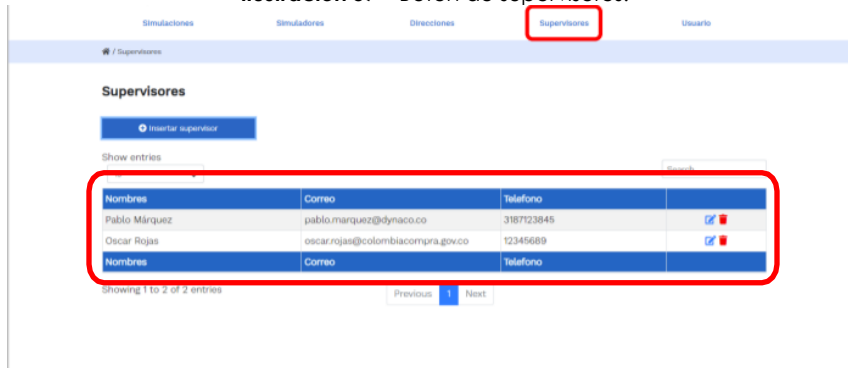 Simulaciones Simuladores Direcciones Supervisores Usuario
/ Supervisores
Supervisores
Insertar supervisor
Show entries
Search
Nombres Correo Telefono
Pablo Márquez pablo.marquez@dynaco.co 3187123845
Oscar Rojas oscar.rojas@colombiacompra.gov.co 12345689
Nombres Correo Telefono
Showing 1 to 2 of 2 entries
Previous 1 Next